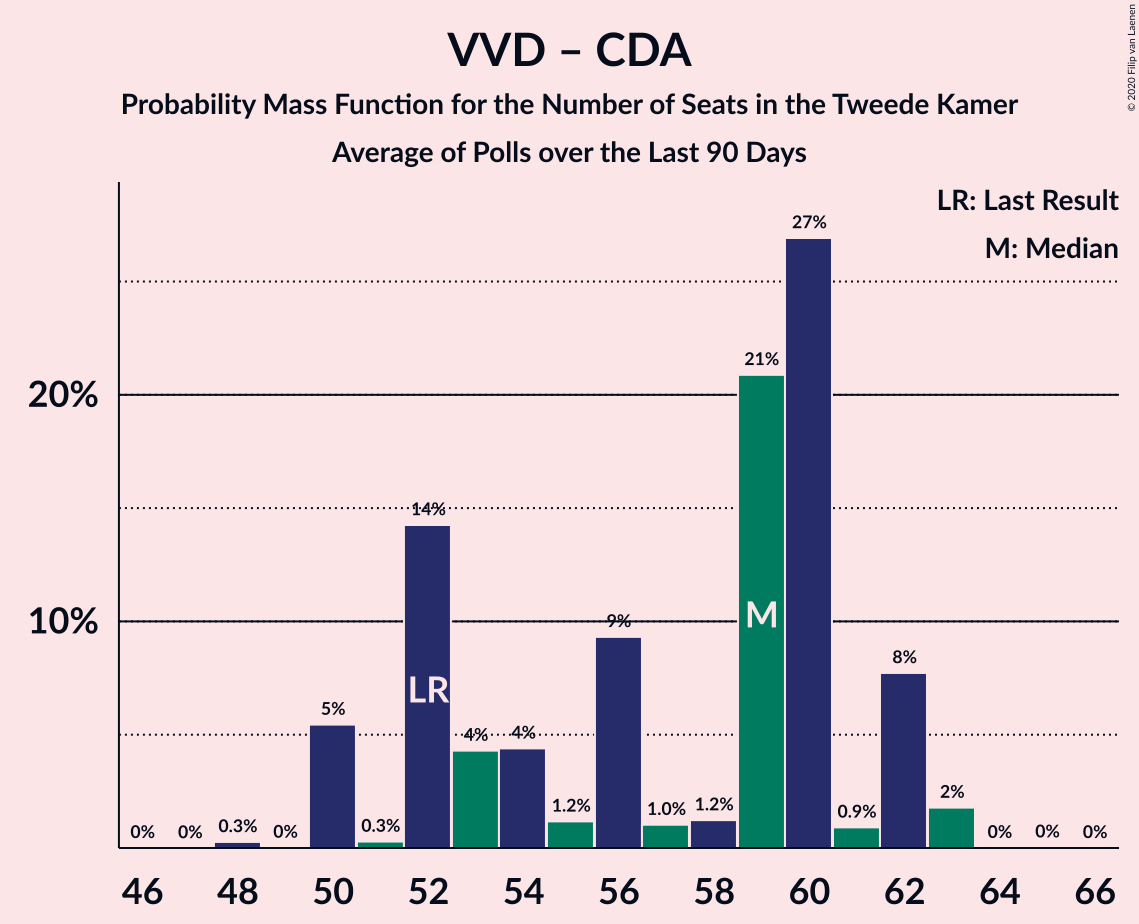 VVD – CDA
Probability Mass Function for the Number of Seats in the Tweede Kamer
Average of Polls over the Last 90 Days
© 2020 Filip van Laenen
LR: Last Result
M: Median
20%
10%
0%
0%
0.3%
0%
5%
0.3%
14%
4%
4%
1.2%
9%
1.0%
1.2%
21%
27%
0.9%
8%
2%
0%
0%
0%
LR
M
46 48 50 52 54 56 58 60 62 64 66